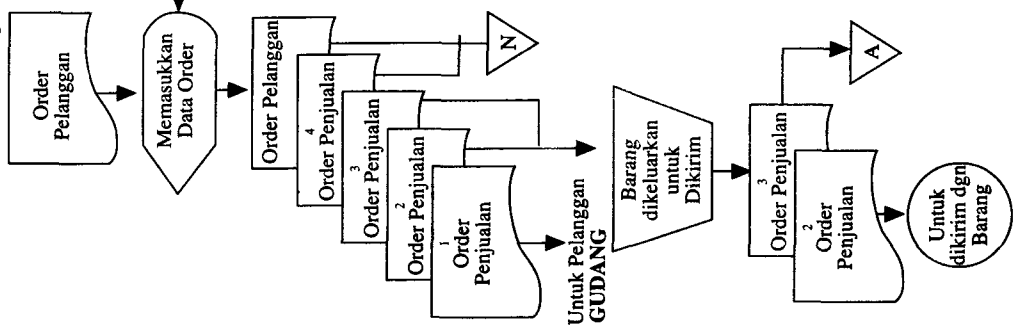 Order
Pelanggan
Memasukkan
Data Order
Order Pelanggan
4
Order Penjualan
3
Order Penjualan
2
Order Penjualan
1
Order
Penjualan
N
Untuk Pelanggan
GUDANG
Barang
dikeluarkan
untuk
Dikirim
3
Order Penjualan
2
Order
Penjualan
A
Untuk
dikirim dgn
Barang